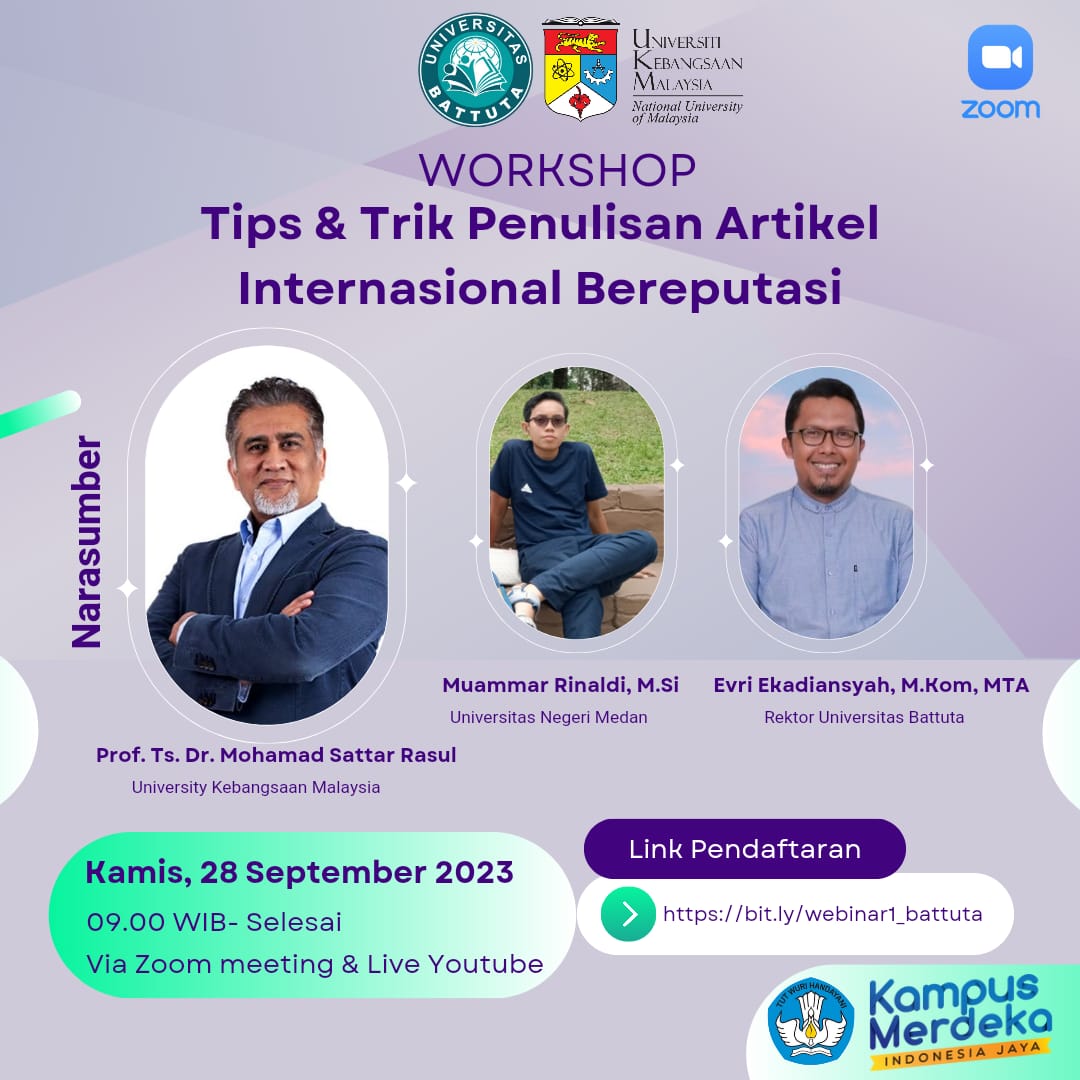 UNIVERSITAS BATTUTA
UNIVERSITI
KEBANGSAAN
MALAYSIA
National University
of Malaysia
zoom
WORKSHOP
Tips & Trik Penulisan Artikel
Internasional Bereputasi
Narasumber
Muammar Rinaldi, M.Si
Universitas Negeri Medan
Evri Ekadiansyah, M.Kom, MTA
Rektor Universitas Battuta
Prof. Ts. Dr. Mohamad Sattar Rasul
University Kebangsaan Malaysia
Kamis, 28 September 2023
09.00 WIB- Selesai
Via Zoom meeting & Live Youtube
Link Pendaftaran
https://bit.ly/webinar1_battuta
TUT WURI HANDAYANI
Kampus
Merdeka
INDONESIA JAYA